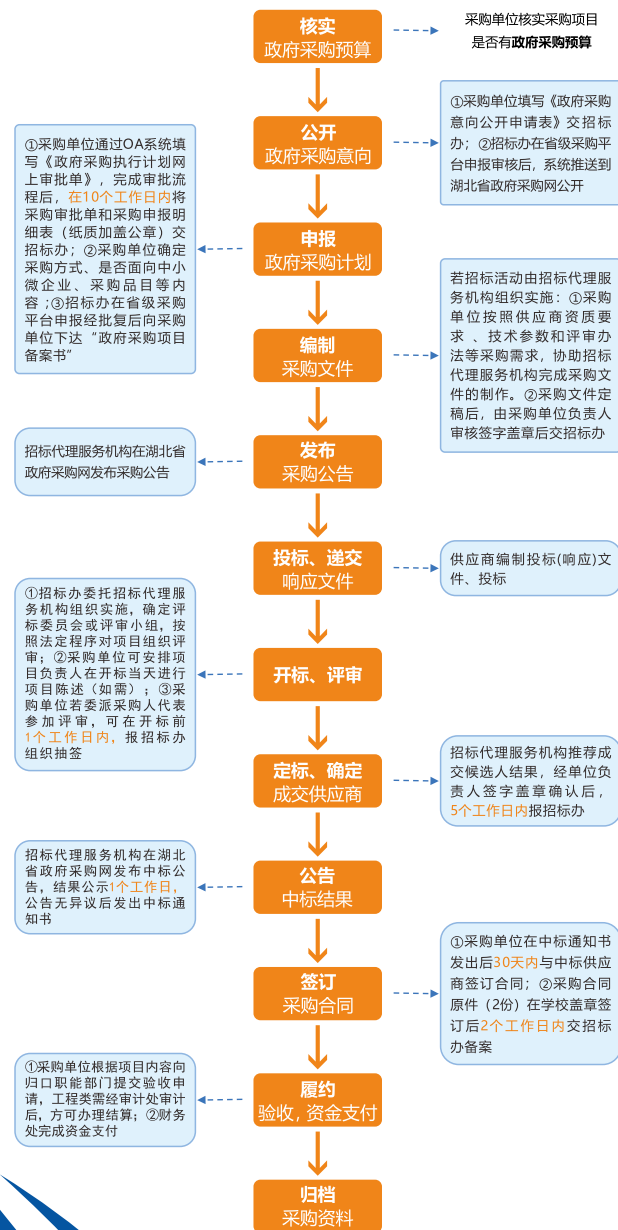 核实
政府采购预算
采购单位核实采购项目
是否有政府采购预算
公开
政府采购意向
①采购单位填写《政府采购
意向公开申请表》交招标
办；②招标办在省级采购平
台申报审核后，系统推送到
湖北省政府采购网公开
申报
政府采购计划
①采购单位通过OA系统填
写《政府采购执行计划网
上审批单》，完成审批流
程后，在10个工作日内将
采购审批单和采购申报明
细表（纸质加盖公章）交
招标办；②采购单位确定
采购方式、是否面向中小
微企业、采购品目等内
容；③招标办在省级采购
平台申报经批复后向采购
单位下达“政府采购项目
备案书”
编制
采购文件
若招标活动由招标代理服
务机构组织实施：①采购
单位按照供应商资质要
求、技术参数和评审办
法等采购需求，协助招标
代理服务机构完成采购文
件的制作。②采购文件定
稿后，由采购单位负责人
审核签字盖章后交招标办
发布
采购公告
招标代理服务机构在湖北省
政府采购网发布采购公告
投标、递交
响应文件
供应商编制投标(响应)文
件、投标
开标、评审
①招标办委托招标代理服
务机构组织实施，确定评
标委员会或评审小组，按
照法定程序对项目组织评
审；②采购单位可安排项
目负责人在开标当天进行
项目陈述（如需）；③采
购单位若委派采购人代表
参加评审，可在开标前
1个工作日内，报招标办
组织抽签
定标、确定
成交供应商
招标代理服务机构推荐成
交候选人结果，经单位负
责人签字盖章确认后，
5个工作日内报招标办
公告
中标结果
招标代理服务机构在湖北
省政府采购网发布中标公
告，结果公示1个工作日，
公告无异议后发出中标通
知书
签订
采购合同
①采购单位在中标通知书
发出后30天内与中标供应
商签订合同；②采购合同
原件（2份）在学校盖章签
订后2个工作日内交招标
办备案
履约
验收，资金支付
①采购单位根据项目内容向
归口职能部门提交验收申
请，工程类需经审计处审计
后，方可办理结算；②财务
处完成资金支付
归档
采购资料